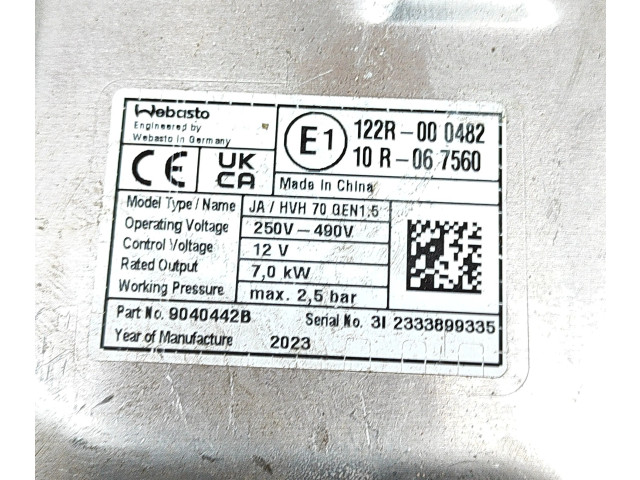 Webasto
Engineered by
Webasto in Germany
CE
UK
CA
E1
122R-00 0482
10 R-06 7560
Made in China
Model Type / Name JA / HVH 70 GEN1.5
Operating Voltage 250V-490V
Control Voltage 12 V
Rated Output 7,0 kW
Working Pressure max. 2,5 bar
Part No. 9040442B Serial No. 3I 2333899335
Year of Manufacture 2023